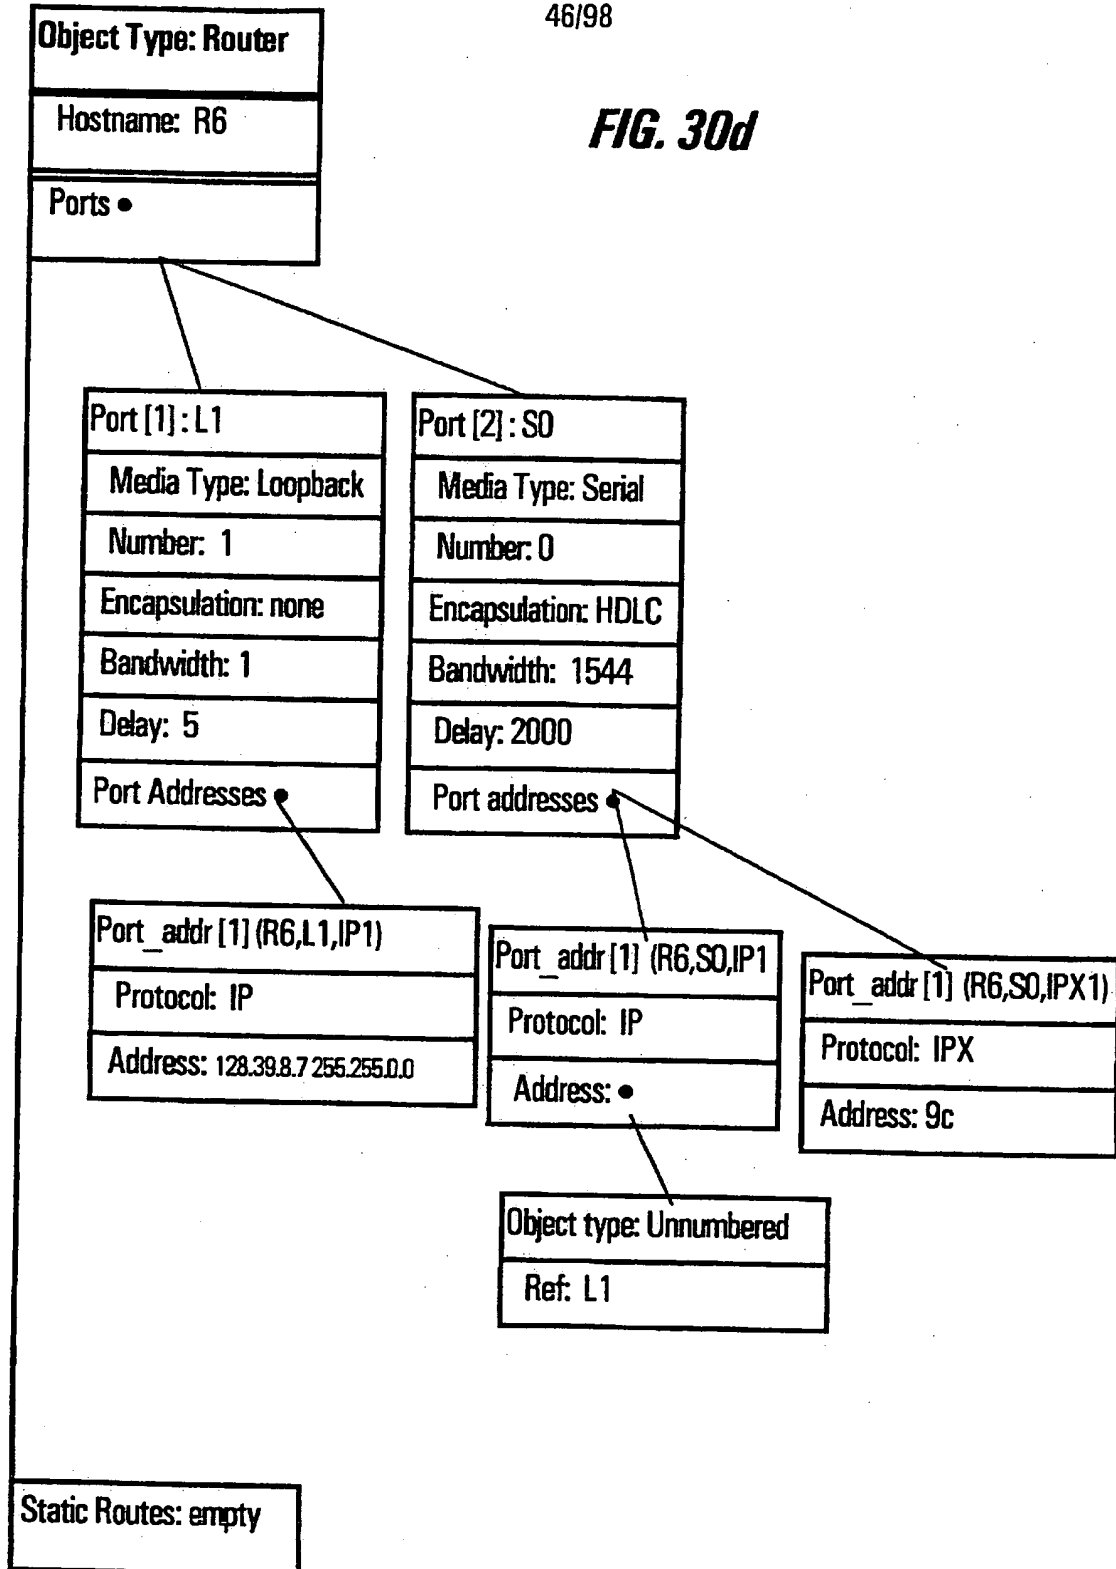 46/98
FIG. 30d
Object Type: Router
Hostname: R6
Ports •
Port [1] : L1
Media Type: Loopback
Number: 1
Encapsulation: none
Bandwidth: 1
Delay: 5
Port Addresses •
Port [2] : S0
Media Type: Serial
Number: 0
Encapsulation: HDLC
Bandwidth: 1544
Delay: 2000
Port addresses •
Port_addr [1] (R6,L1,IP1)
Protocol: IP
Address: 128.39.8.7 255.255.0.0
Port_addr [1] (R6,S0,IP1
Protocol: IP
Address: •
Port_addr [1] (R6,S0,IPX1)
Protocol: IPX
Address: 9c
Object type: Unnumbered
Ref: L1
Static Routes: empty